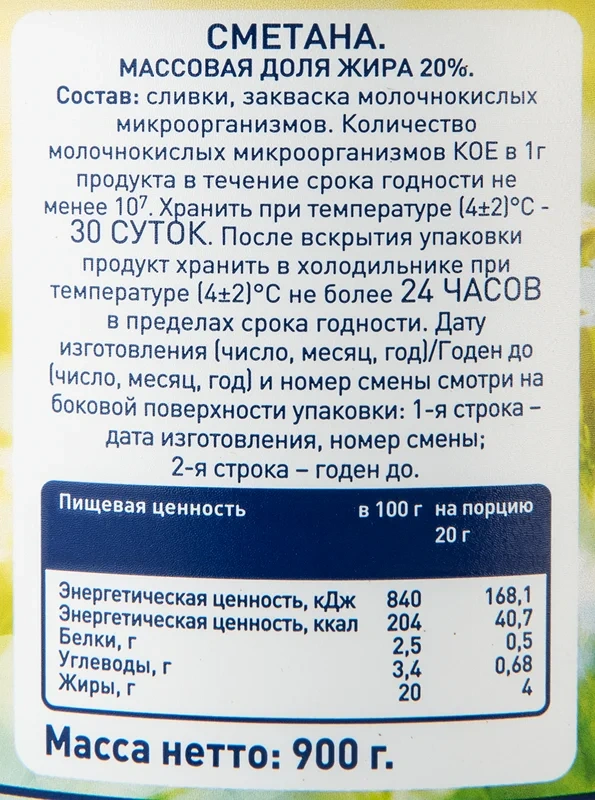 СМЕТАНА.
МАССОВАЯ ДОЛЯ ЖИРА 20%.
Состав: сливки, закваска молочнокислых
микроорганизмов. Количество
молочнокислых микроорганизмов КОЕ в 1г
продукта в течение срока годности не
менее 10⁷. Хранить при температуре (4±2)°С -
30 СУТОК. После вскрытия упаковки
продукт хранить в холодильнике при
температуре (4±2)°С не более 24 ЧАСОВ
в пределах срока годности. Дату
изготовления (число, месяц, год)/Годен до
(число, месяц, год) и номер смены смотри на
боковой поверхности упаковки: 1-я строка –
дата изготовления, номер смены;
2-я строка – годен до.
Пищевая ценность в 100 г на порцию
20 г
Энергетическая ценность, кДж 840 168,1
Энергетическая ценность, ккал 204 40,7
Белки, г 2,5 0,5
Углеводы, г 3,4 0,68
Жиры, г 20 4
Масса нетто: 900 г.